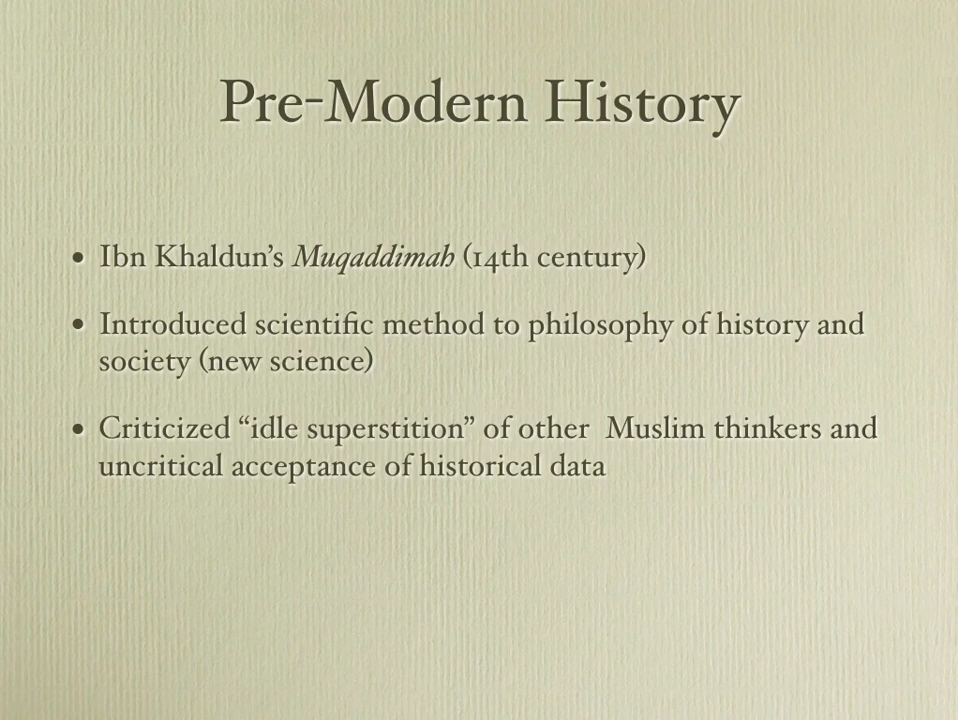 Pre-Modern History
• Ibn Khaldun’s Muqaddimah (14th century)
• Introduced scientific method to philosophy of history and
society (new science)
• Criticized “idle superstition” of other  Muslim thinkers and
uncritical acceptance of historical data